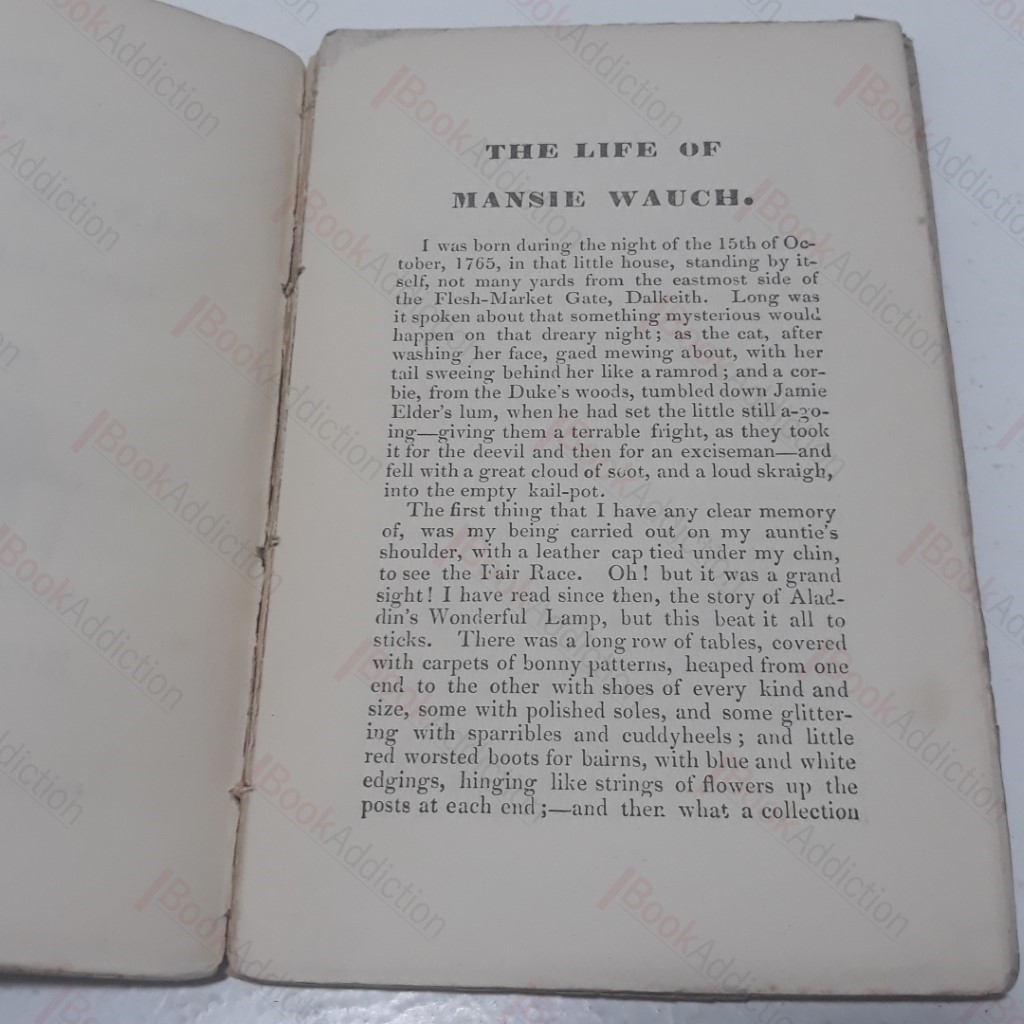 THE LIFE OF
MANSIE WAUCH.
I was born during the night of the 15th of Oc-
tober, 1765, in that little house, standing by it-
self, not many yards from the eastmost side of
the Flesh-Market Gate, Dalkeith. Long was
it spoken about that something mysterious would
happen on that dreary night; as the cat, after
washing her face, gaed mewing about, with her
tail sweeing behind her like a ramrod; and a cor-
bie, from the Duke's woods, tumbled down Jamie
Elder's lum, when he had set the little still a-go-
ing—giving them a terrable fright, as they took
it for the deevil and then for an exciseman—and
fell with a great cloud of soot, and a loud skraigh,
into the empty kail-pot.
The first thing that I have any clear memory
of, was my being carried out on my auntie's
shoulder, with a leather cap tied under my chin,
to see the Fair Race. Oh! but it was a grand
sight! I have read since then, the story of Alad-
din's Wonderful Lamp, but this beat it all to
sticks. There was a long row of tables, covered
with carpets of bonny patterns, heaped from one
end to the other with shoes of every kind and
size, some with polished soles, and some glitter-
ing with sparribles and cuddyheels; and little
red worsted boots for bairns, with blue and white
edgings, hinging like strings of flowers up the
posts at each end;—and then what a collection
BookAddiction